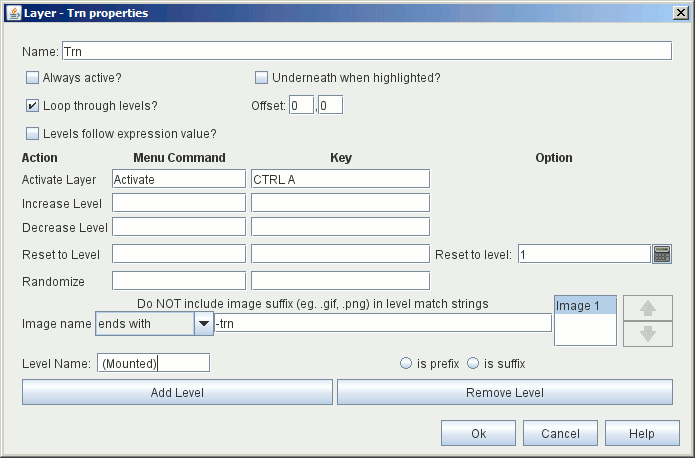 Layer - Trn properties
Name: Trn
Always active? Underneath when highlighted?
Loop through levels? Offset: 0 ,0
Levels follow expression value?
Action Menu Command Key Option
Activate Layer Activate CTRL A
Increase Level
Decrease Level
Reset to Level Reset to level: 1
Randomize
Do NOT include image suffix (eg. .gif, .png) in level match strings
Image 1
Image name ends with -trn
Level Name: (Mounted) is prefix is suffix
Add Level Remove Level
Ok Cancel Help